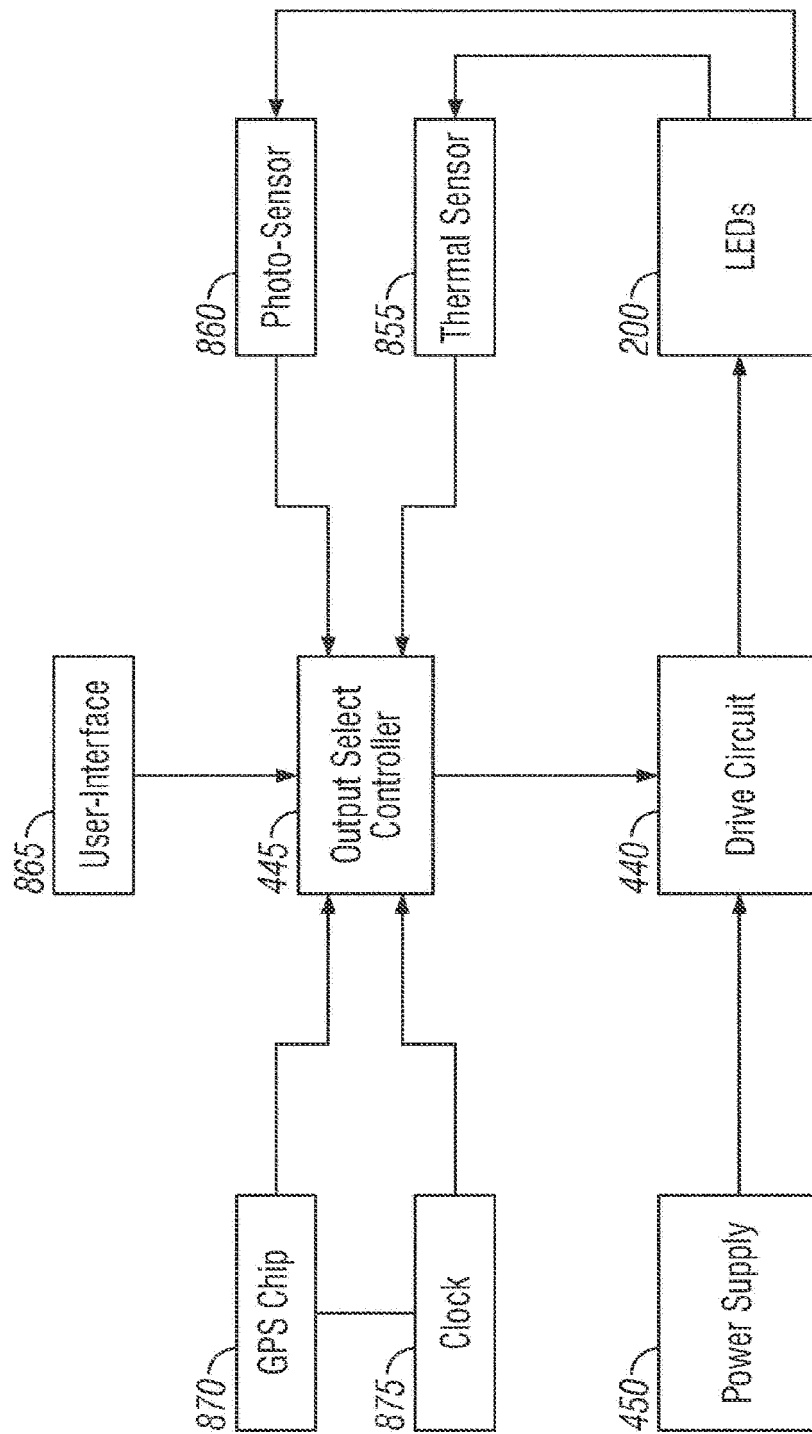 865
User-Interface
870
GPS Chip
860
Photo-Sensor
445
Output Select
Controller
875
Clock
855
Thermal Sensor
450
Power Supply
440
Drive Circuit
200
LEDs